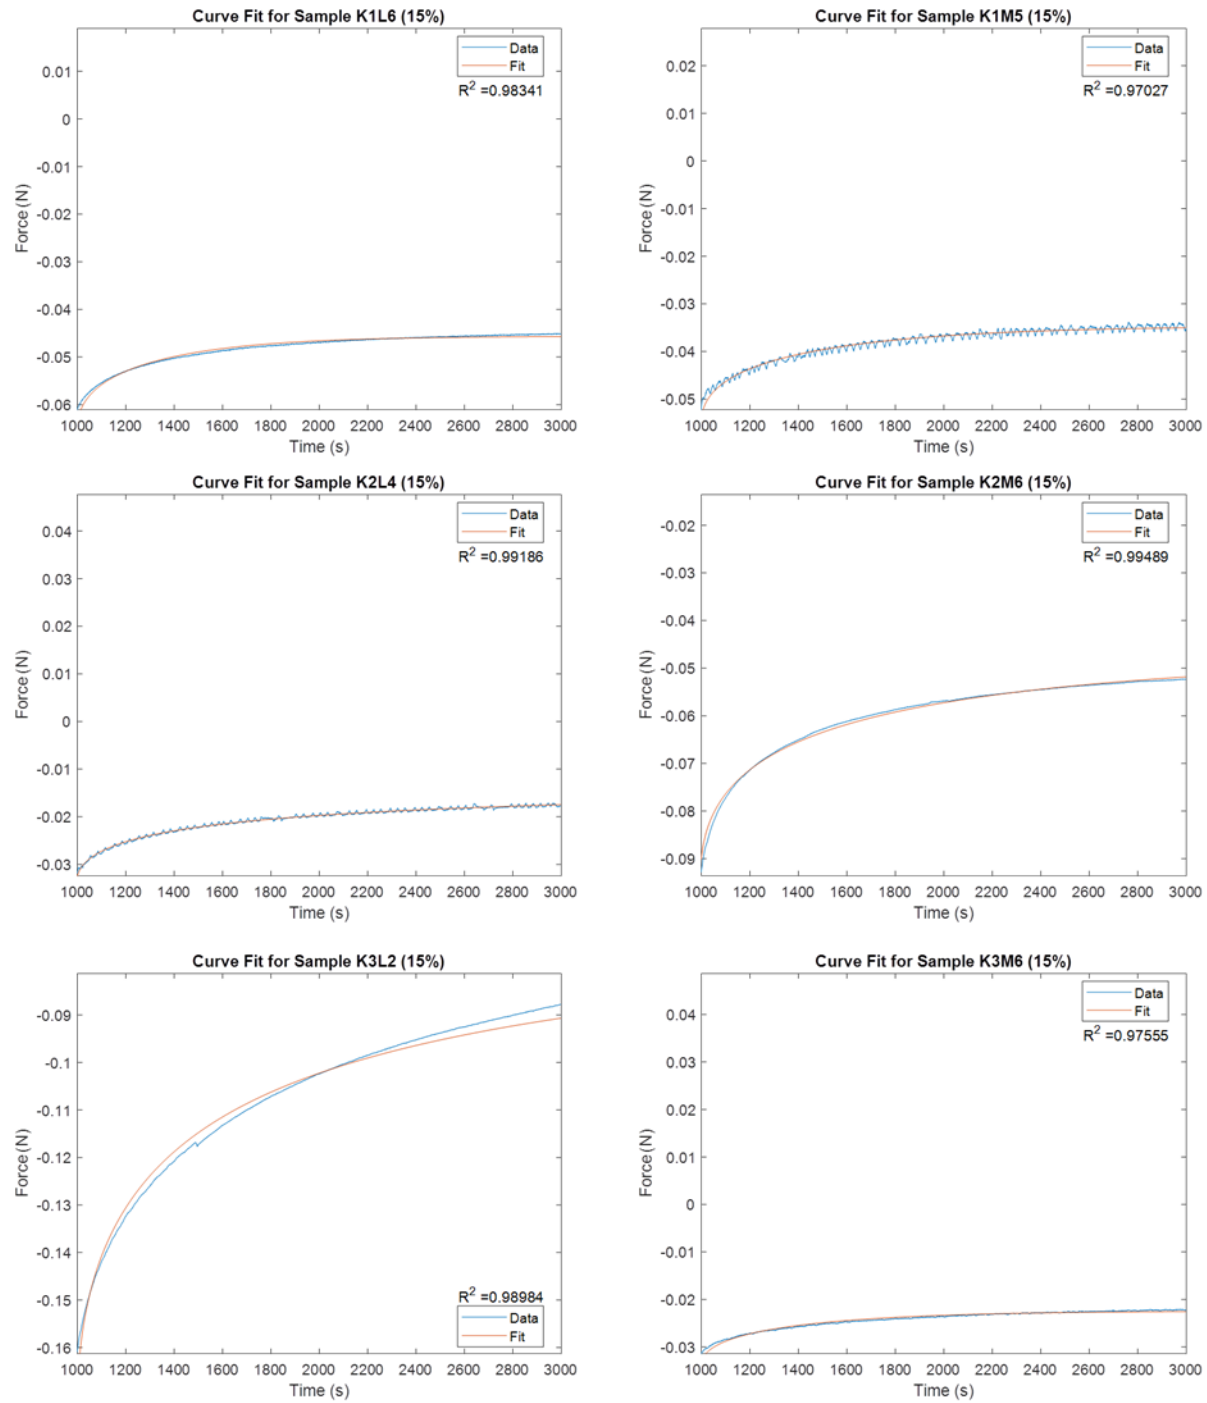 Curve Fit for Sample K1L6 (15%)
Data
Fit
R² =0.98341
0.01
0
-0.01
-0.02
-0.03
-0.04
-0.05
-0.06
Force (N)
1000 1200 1400 1600 1800 2000 2200 2400 2600 2800 3000
Time (s)
Curve Fit for Sample K1M5 (15%)
Data
Fit
R² =0.97027
0.02
0.01
0
-0.01
-0.02
-0.03
-0.04
-0.05
Force (N)
1000 1200 1400 1600 1800 2000 2200 2400 2600 2800 3000
Time (s)
Curve Fit for Sample K2L4 (15%)
Data
Fit
R² =0.99186
0.04
0.03
0.02
0.01
0
-0.01
-0.02
-0.03
Force (N)
1000 1200 1400 1600 1800 2000 2200 2400 2600 2800 3000
Time (s)
Curve Fit for Sample K2M6 (15%)
Data
Fit
R² =0.99489
-0.02
-0.03
-0.04
-0.05
-0.06
-0.07
-0.08
-0.09
Force (N)
1000 1200 1400 1600 1800 2000 2200 2400 2600 2800 3000
Time (s)
Curve Fit for Sample K3L2 (15%)
-0.09
-0.1
-0.11
-0.12
-0.13
-0.14
-0.15
-0.16
Force (N)
R² =0.98984
Data
Fit
1000 1200 1400 1600 1800 2000 2200 2400 2600 2800 3000
Time (s)
Curve Fit for Sample K3M6 (15%)
Data
Fit
R² =0.97555
0.04
0.03
0.02
0.01
0
-0.01
-0.02
-0.03
Force (N)
1000 1200 1400 1600 1800 2000 2200 2400 2600 2800 3000
Time (s)